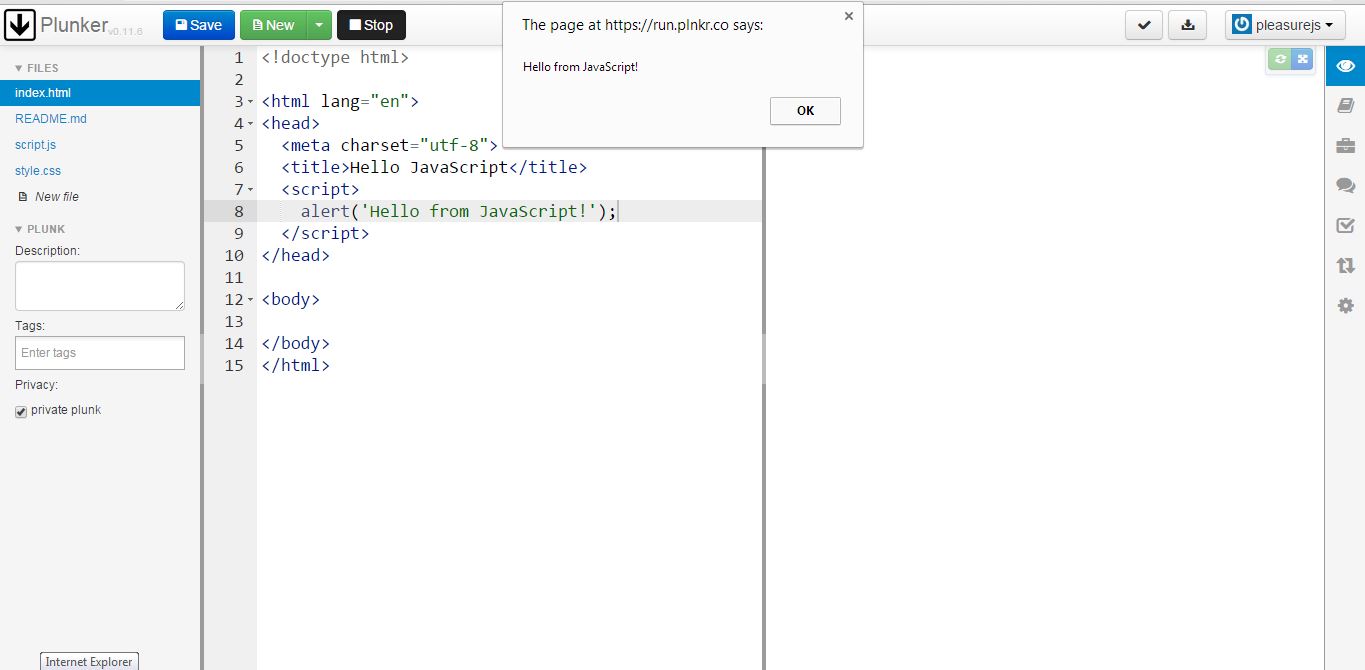 Plunker v0.11.6
Save
New
Stop
pleasurejs
The page at https://run.plnkr.co says:
Hello from JavaScript!
OK
FILES
index.html
README.md
script.js
style.css
New file
PLUNK
Description:
Tags:
Enter tags
Privacy:
private plunk
1 <!doctype html>
2
3 <html lang="en">
4 <head>
5 <meta charset="utf-8">
6 <title>Hello JavaScript</title>
7 <script>
8 alert('Hello from JavaScript!');
9 </script>
10 </head>
11
12 <body>
13
14 </body>
15 </html>
Internet Explorer